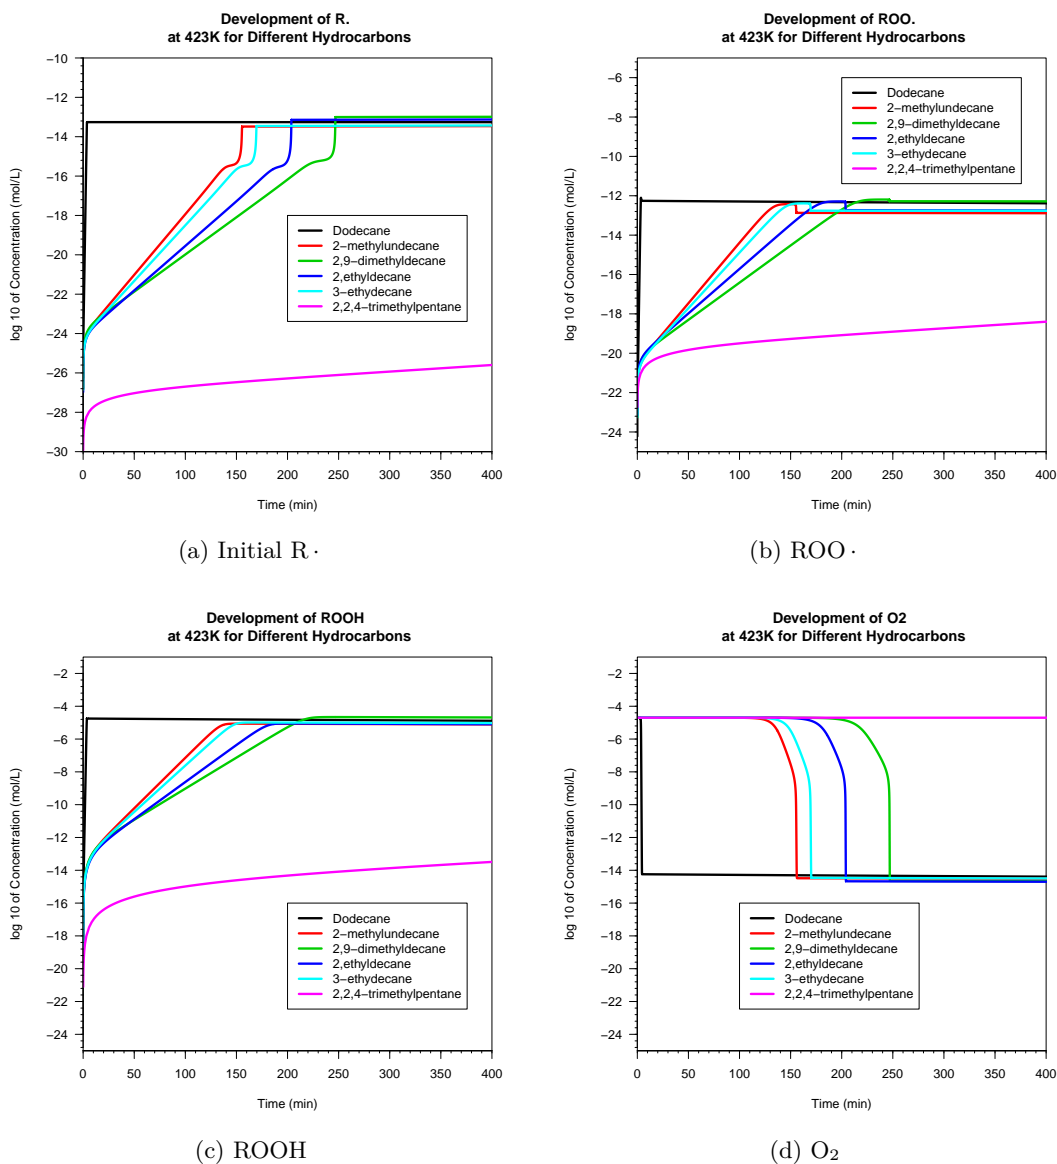 Development of R.
at 423K for Different Hydrocarbons
log 10 of Concentration (mol/L)
−10
−12
−14
−16
−18
−20
−22
−24
−26
−28
−30
Dodecane
2−methylundecane
2,9−dimethyldecane
2,ethyldecane
3−ethydecane
2,2,4−trimethylpentane
0 50 100 150 200 250 300 350 400
Time (min)
(a) Initial R ·
Development of ROO.
at 423K for Different Hydrocarbons
log 10 of Concentration (mol/L)
−6
−8
−10
−12
−14
−16
−18
−20
−22
−24
Dodecane
2−methylundecane
2,9−dimethyldecane
2,ethyldecane
3−ethydecane
2,2,4−trimethylpentane
0 50 100 150 200 250 300 350 400
Time (min)
(b) ROO ·
Development of ROOH
at 423K for Different Hydrocarbons
log 10 of Concentration (mol/L)
−2
−4
−6
−8
−10
−12
−14
−16
−18
−20
−22
−24
Dodecane
2−methylundecane
2,9−dimethyldecane
2,ethyldecane
3−ethydecane
2,2,4−trimethylpentane
0 50 100 150 200 250 300 350 400
Time (min)
(c) ROOH
Development of O2
at 423K for Different Hydrocarbons
log 10 of Concentration (mol/L)
−2
−4
−6
−8
−10
−12
−14
−16
−18
−20
−22
−24
Dodecane
2−methylundecane
2,9−dimethyldecane
2,ethyldecane
3−ethydecane
2,2,4−trimethylpentane
0 50 100 150 200 250 300 350 400
Time (min)
(d) O₂